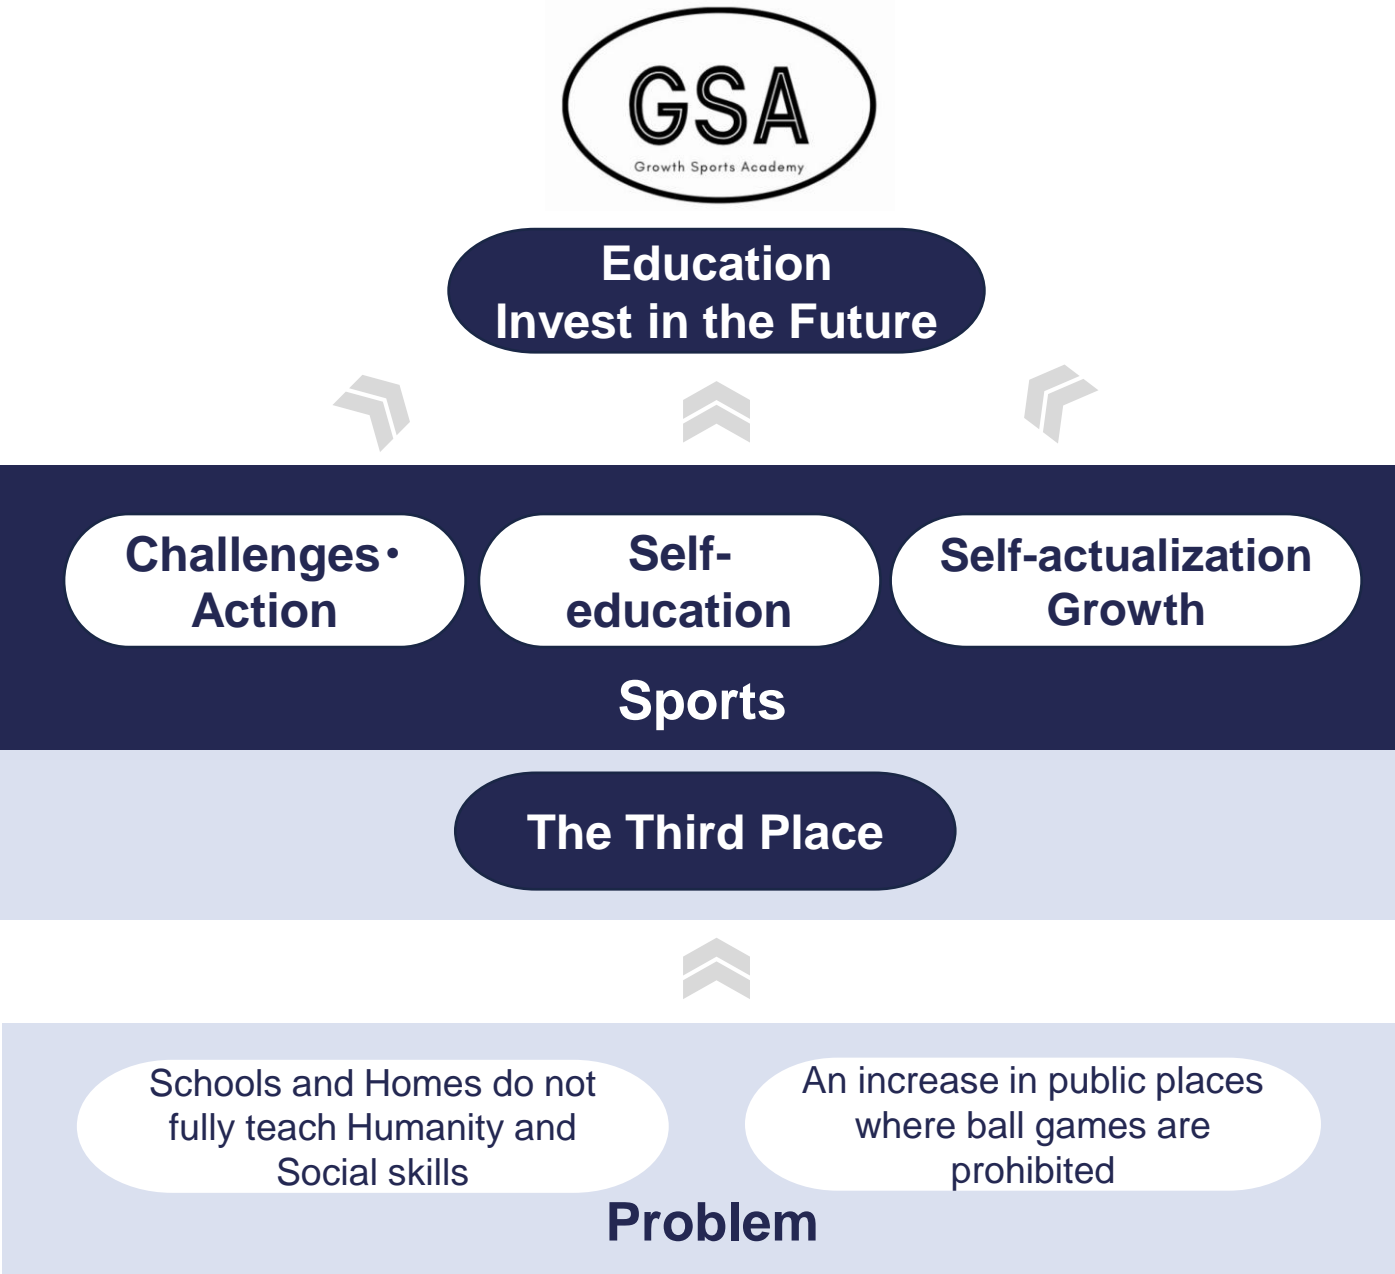 GSA
Growth Sports Academy
Education
Invest in the Future
Challenges・
Action
Self-
education
Self-actualization
Growth
Sports
The Third Place
Schools and Homes do not
fully teach Humanity and
Social skills
An increase in public places
where ball games are
prohibited
Problem